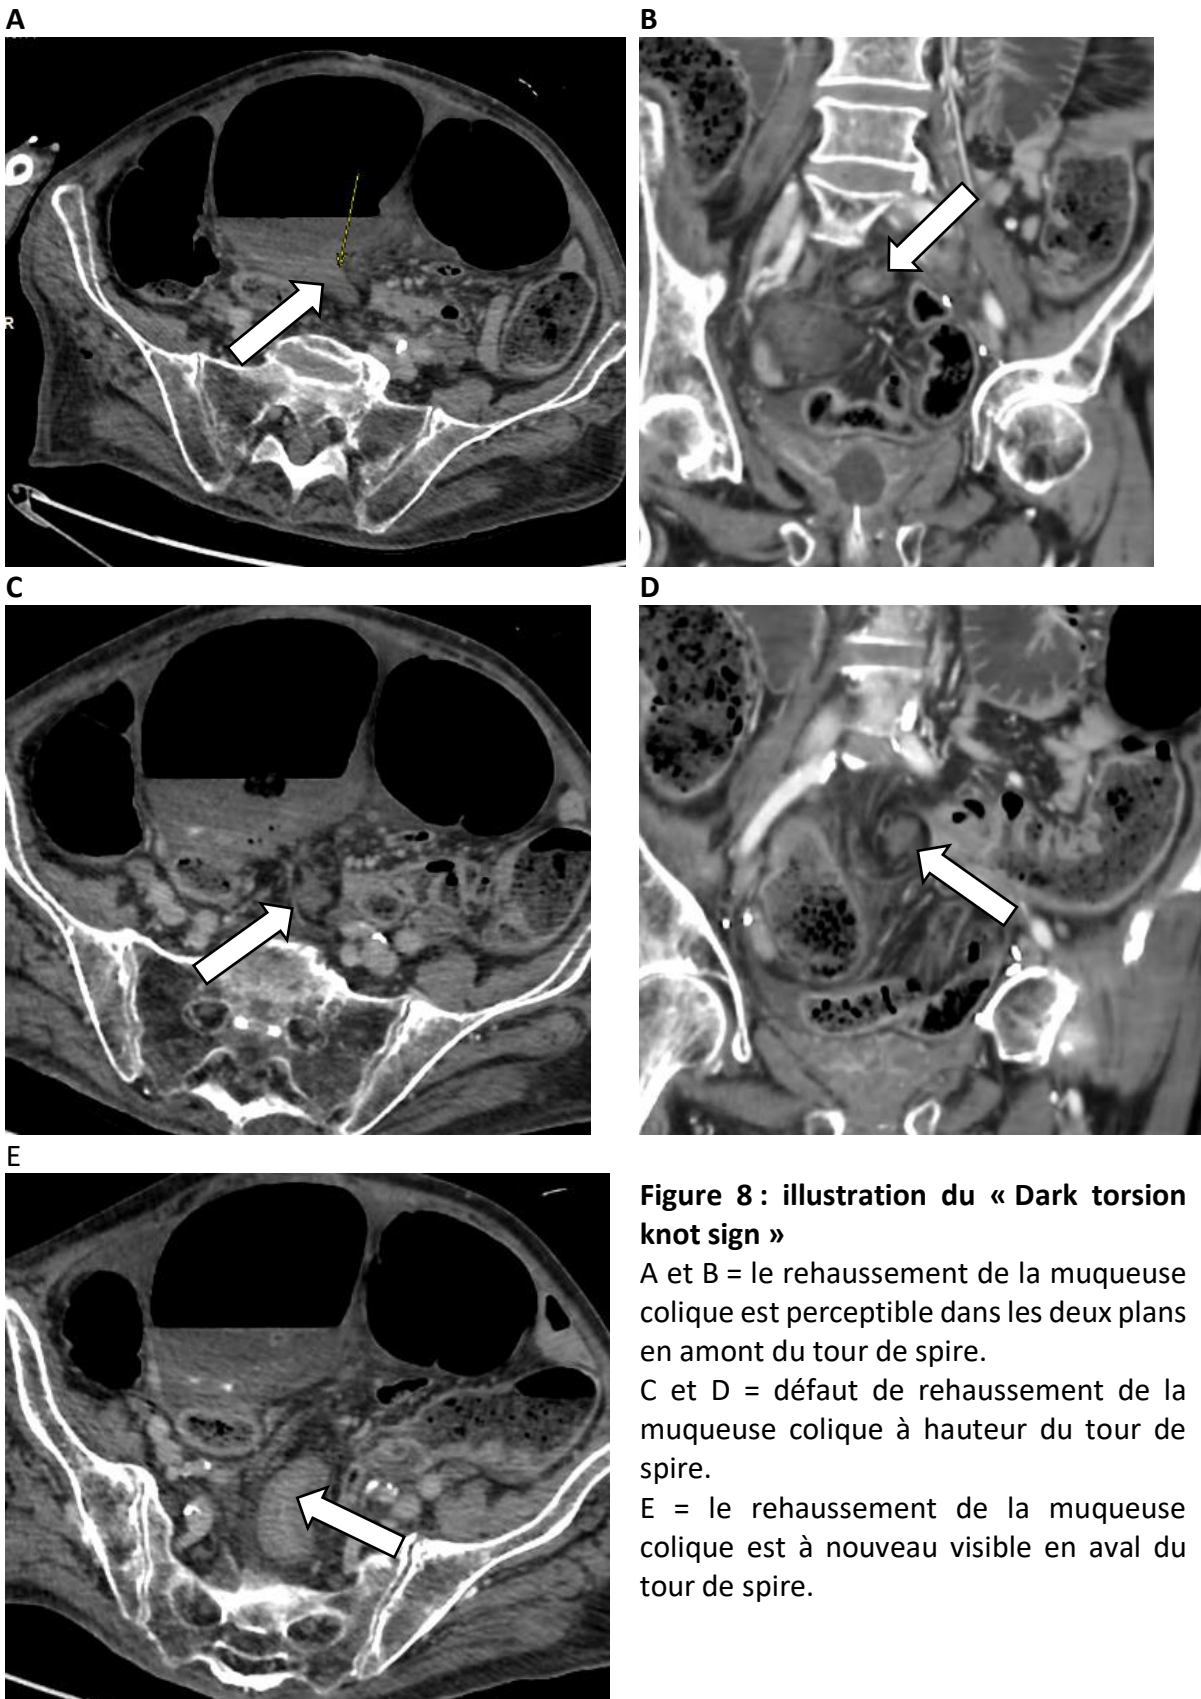 A
B
R
C
D
E
Figure 8 : illustration du « Dark torsion
knot sign »
A et B = le rehaussement de la muqueuse
colique est perceptible dans les deux plans
en amont du tour de spire.
C et D = défaut de rehaussement de la
muqueuse colique à hauteur du tour de
spire.
E = le rehaussement de la muqueuse
colique est à nouveau visible en aval du
tour de spire.